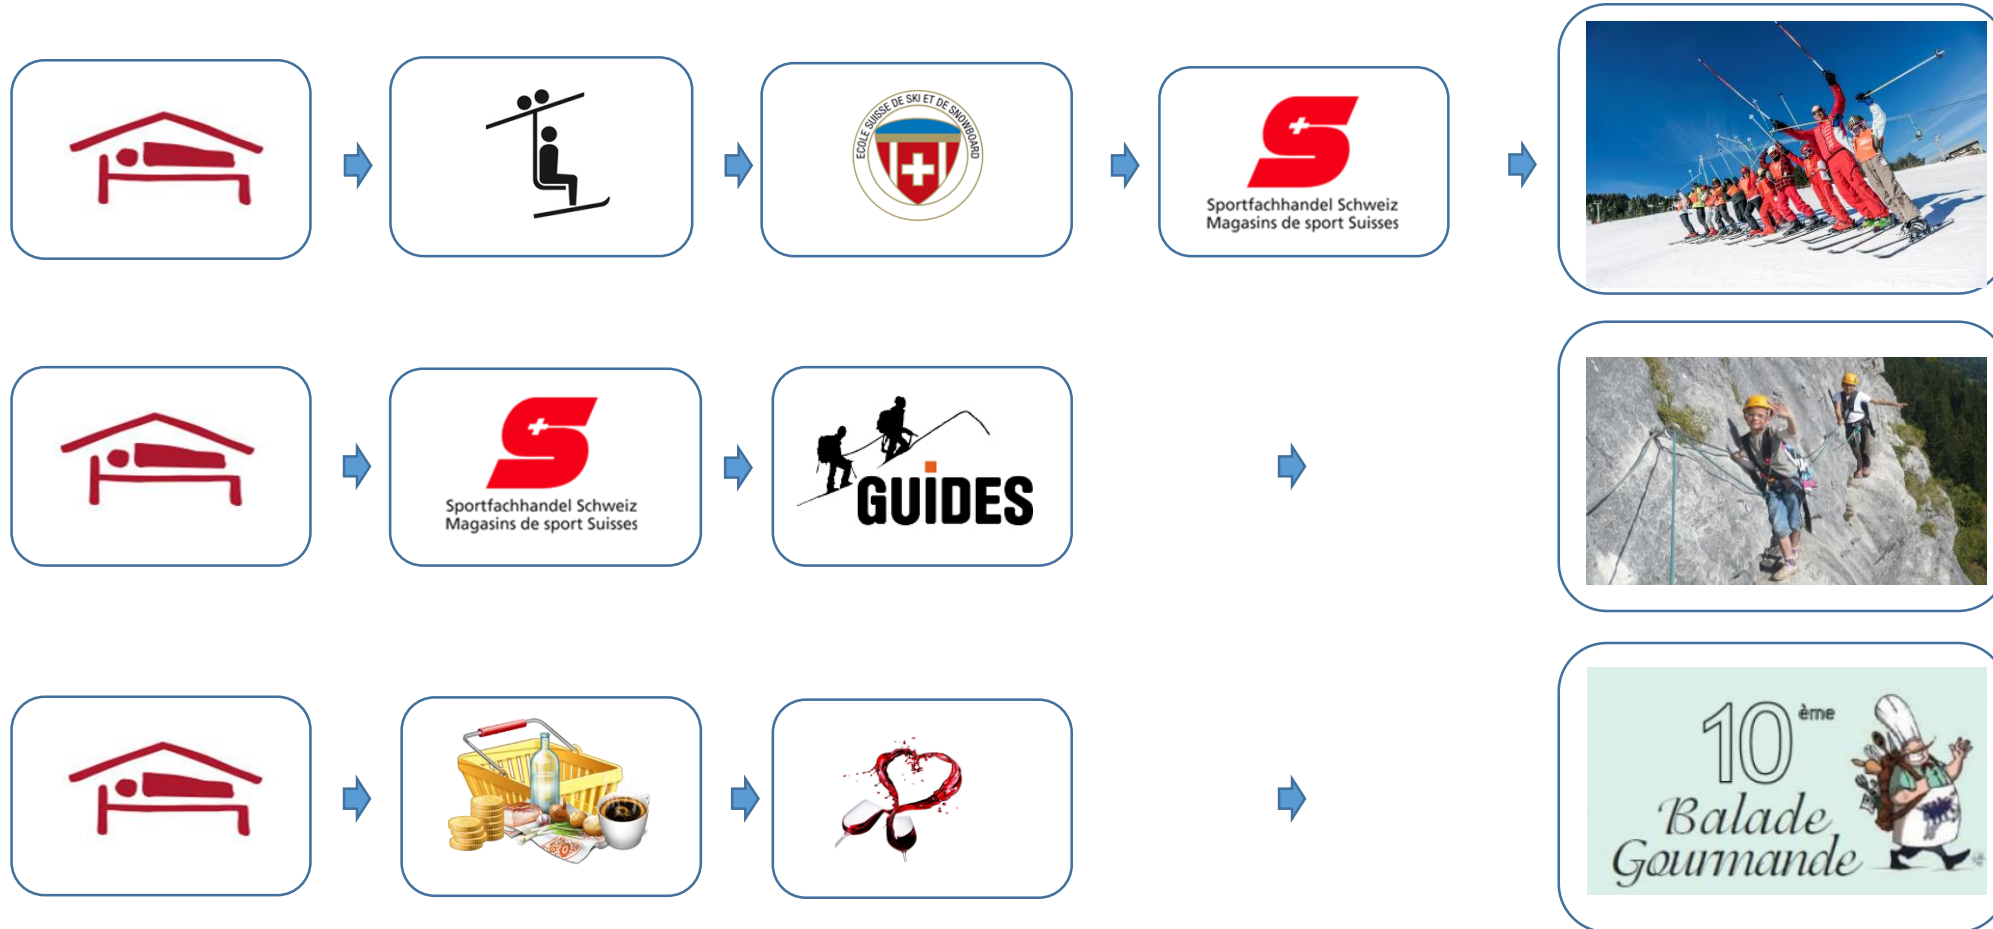 ECOLE SUISSE DE SKI ET DE SNOWBOARD
Sportfachhandel Schweiz
Magasins de sport Suisses
Sportfachhandel Schweiz
Magasins de sport Suisses
GUiDES
10ème
Balade
Gourmande